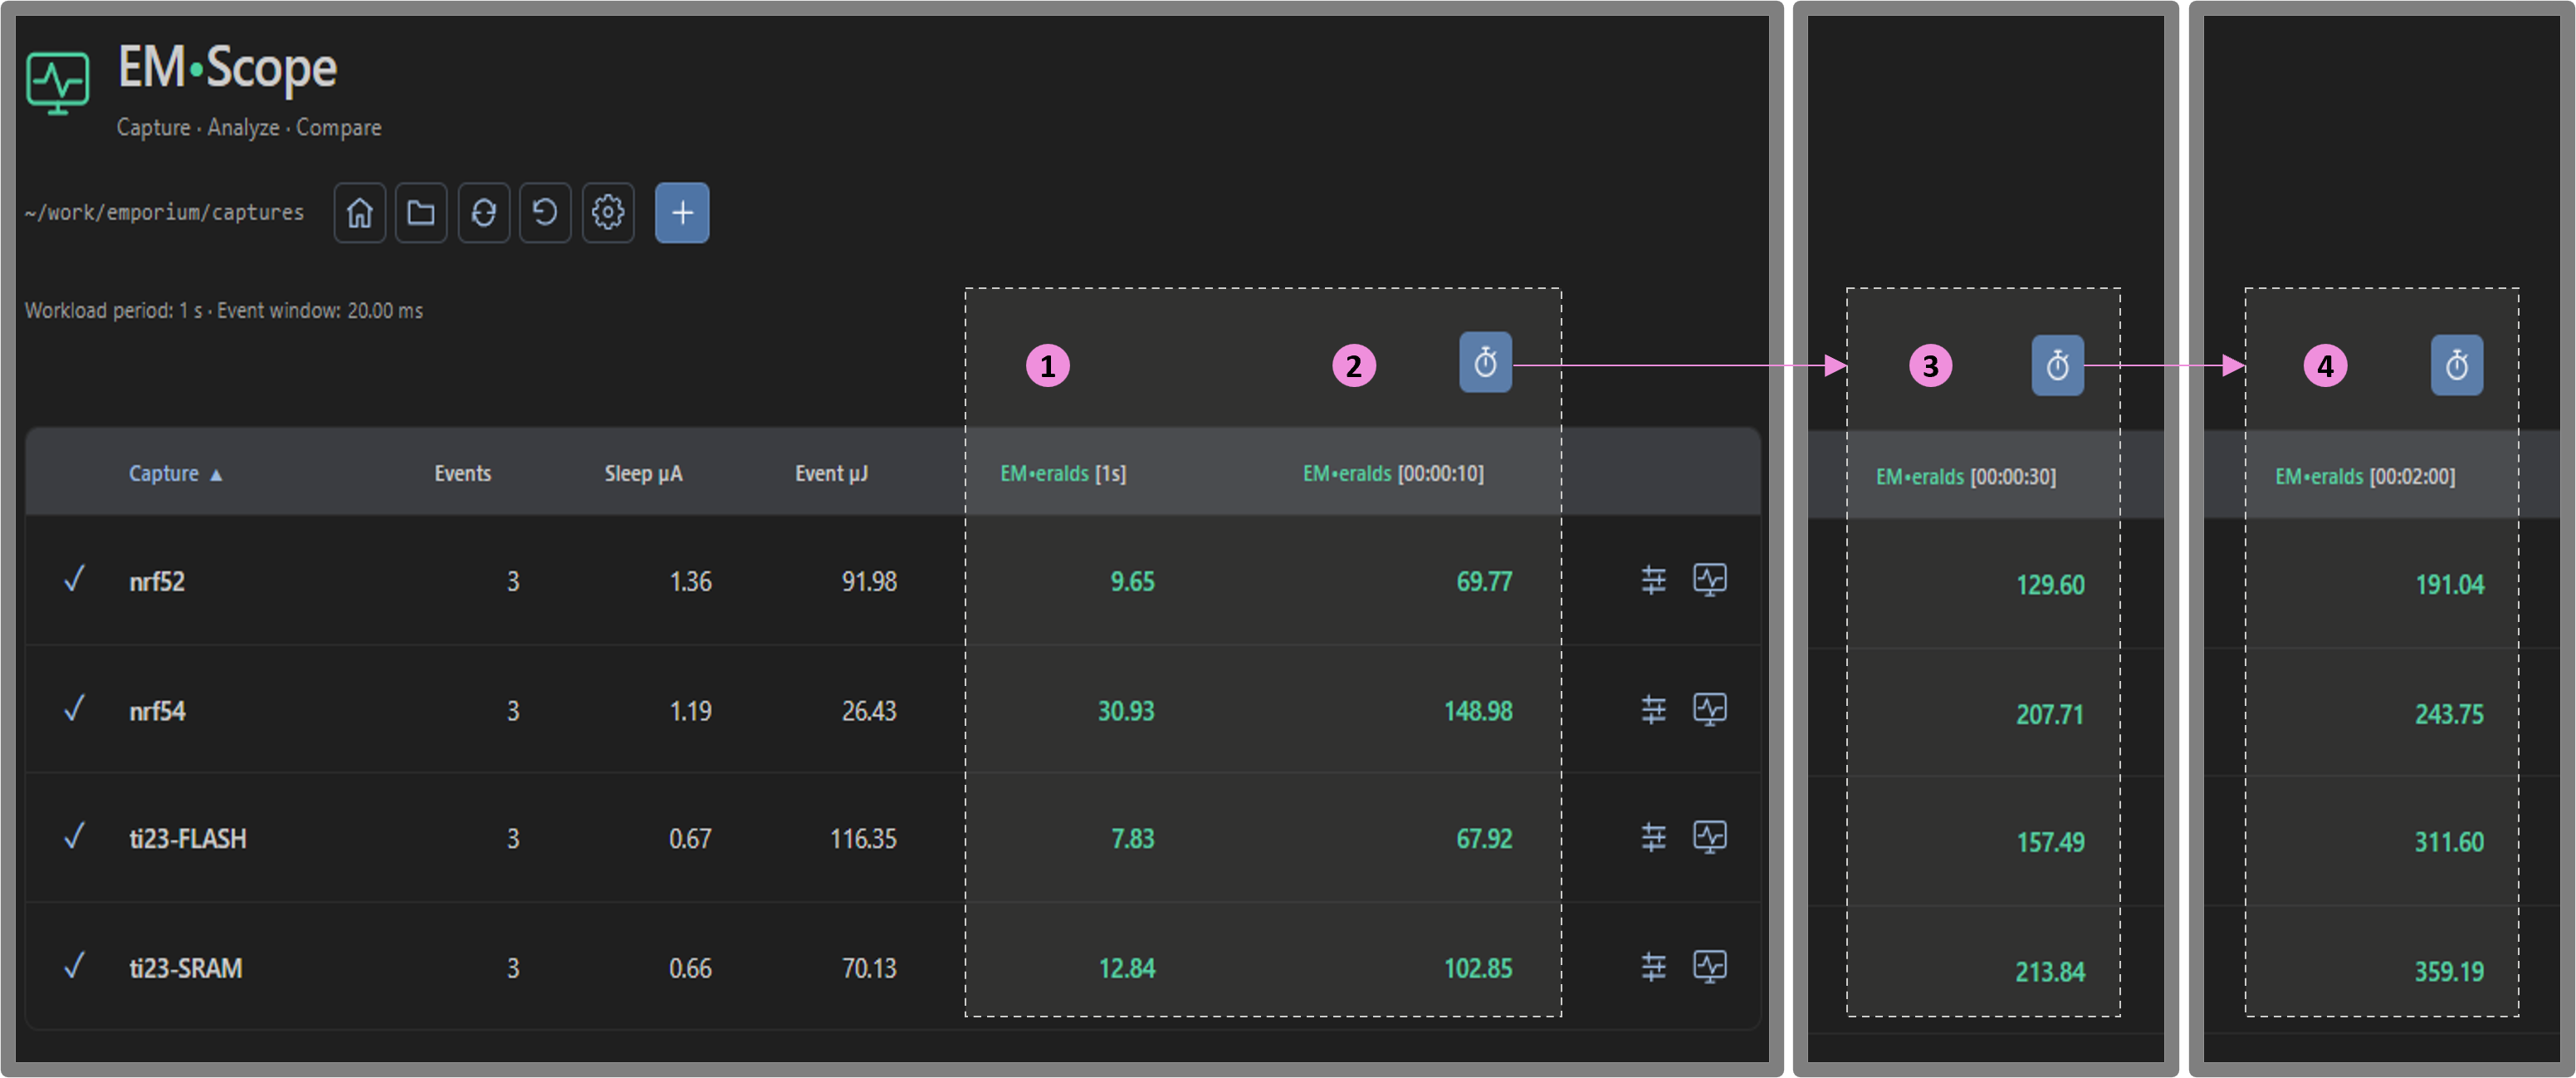 EM•Scope
Capture · Analyze · Compare
~/work/emporium/captures
Workload period: 1 s · Event window: 20.00 ms
1 2 3 4
Capture ▲ Events Sleep µA Event µJ EM•eralds [1s] EM•eralds [00:00:10] EM•eralds [00:00:30] EM•eralds [00:02:00]
nrf52 3 1.36 91.98 9.65 69.77 129.60 191.04
nrf54 3 1.19 26.43 30.93 148.98 207.71 243.75
ti23-FLASH 3 0.67 116.35 7.83 67.92 157.49 311.60
ti23-SRAM 3 0.66 70.13 12.84 102.85 213.84 359.19